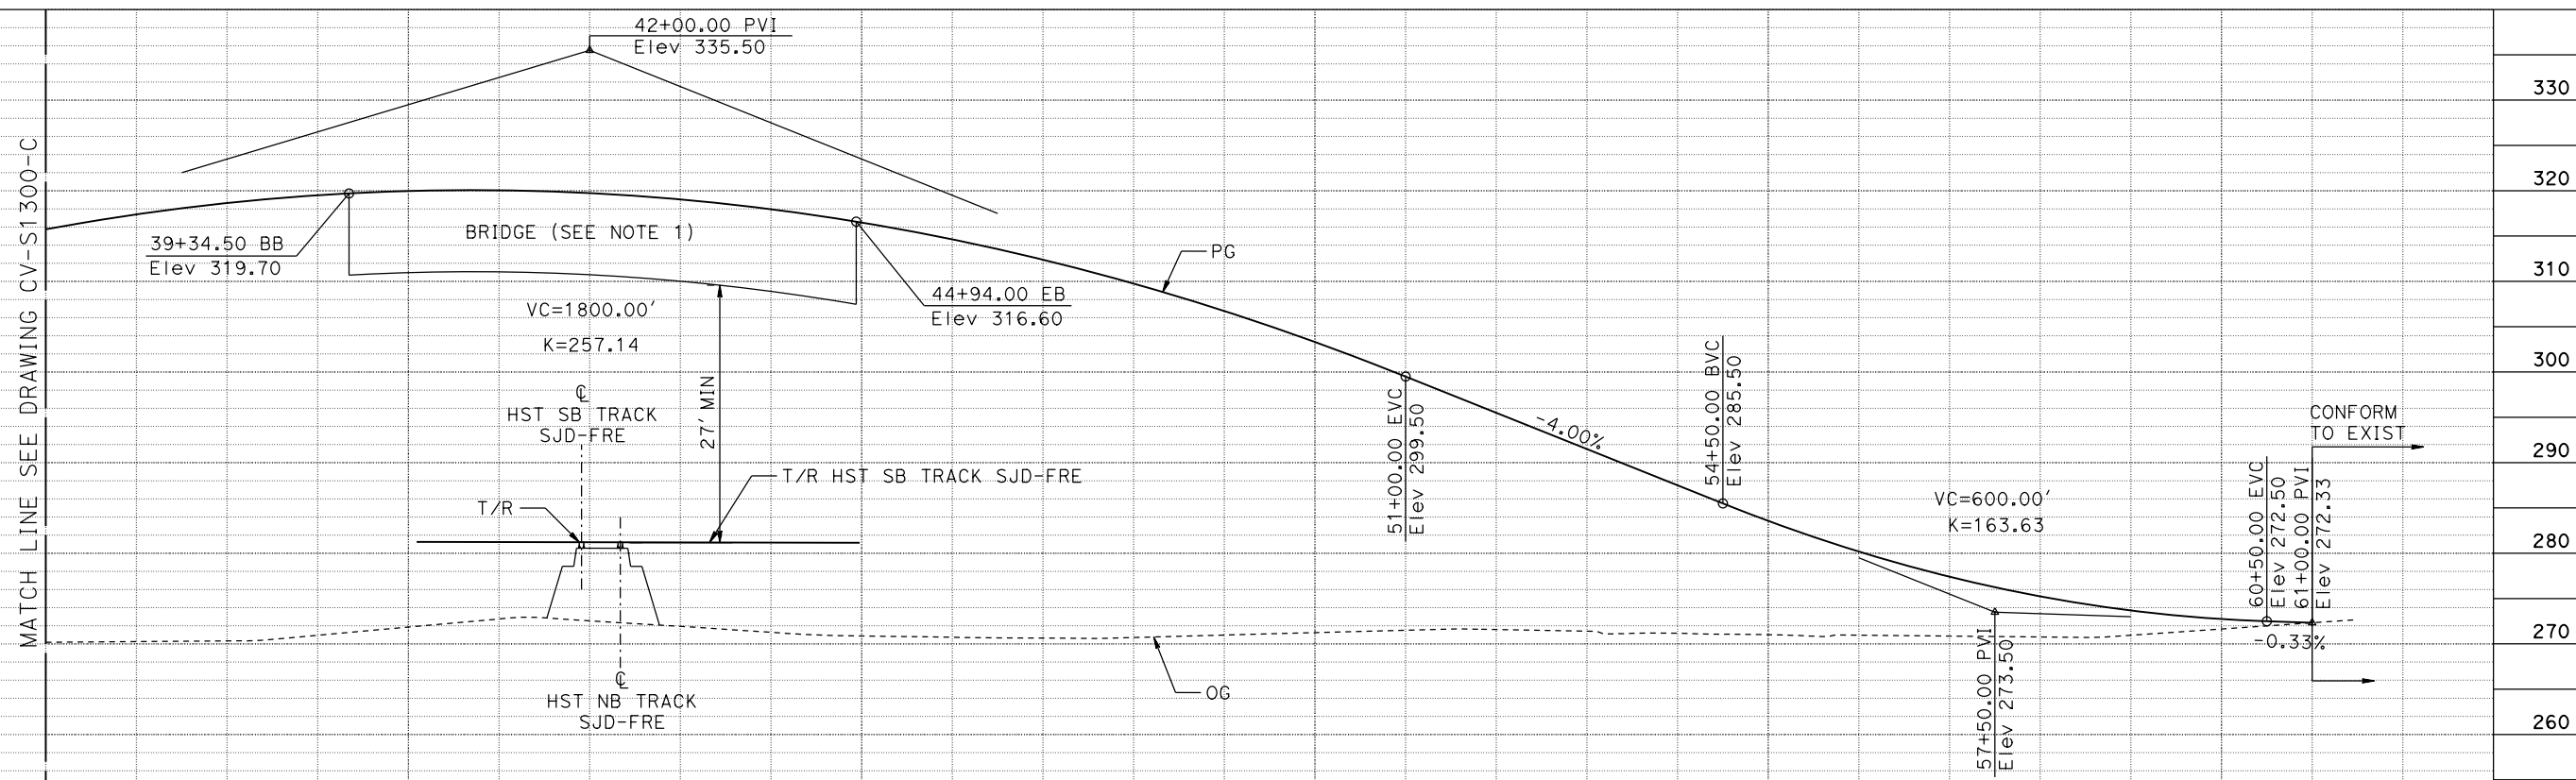 42+00.00 PVI
Elev 335.50
330
320
310
300
290
280
270
260
MATCH LINE SEE DRAWING CV-S1300-C
39+34.50 BB
Elev 319.70
BRIDGE (SEE NOTE 1)
44+94.00 EB
Elev 316.60
PG
VC=1800.00'
K=257.14
℄
HST SB TRACK
SJD-FRE
27' MIN
T/R
T/R HST SB TRACK SJD-FRE
℄
HST NB TRACK
SJD-FRE
OG
51+00.00 EVC
Elev 299.50
-4.00%
54+50.00 BVC
Elev 285.50
VC=600.00'
K=163.63
57+50.00 PVI
Elev 273.50
60+50.00 EVC
Elev 272.50
61+00.00 PVI
Elev 272.33
-0.33%
CONFORM
TO EXIST